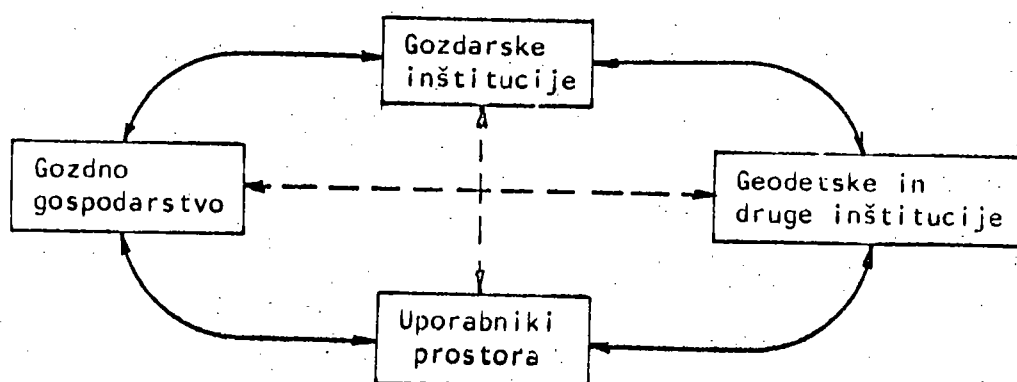 Gozdarske
inštitucije
Gozdno
gospodarstvo
Geodetske in
druge inštitucije
Uporabniki
prostora